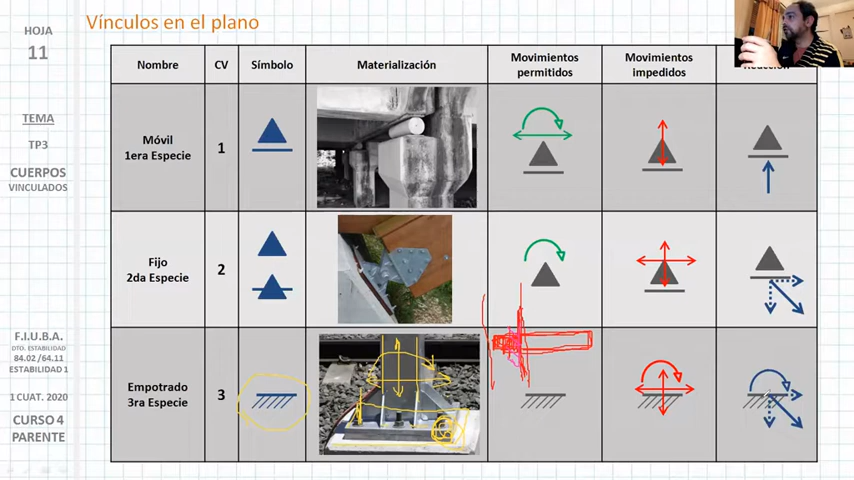 HOJA
11
TEMA
TP3
CUERPOS
VINCULADOS
F.I.U.B.A.
DTO. ESTABILIDAD
84.02 /64.11
ESTABILIDAD 1
1 CUAT. 2020
CURSO 4
PARENTE
Vínculos en el plano
Nombre
CV
Símbolo
Materialización
Movimientos
permitidos
Movimientos
impedidos
Móvil
1era Especie
1
Fijo
2da Especie
2
Empotrado
3ra Especie
3